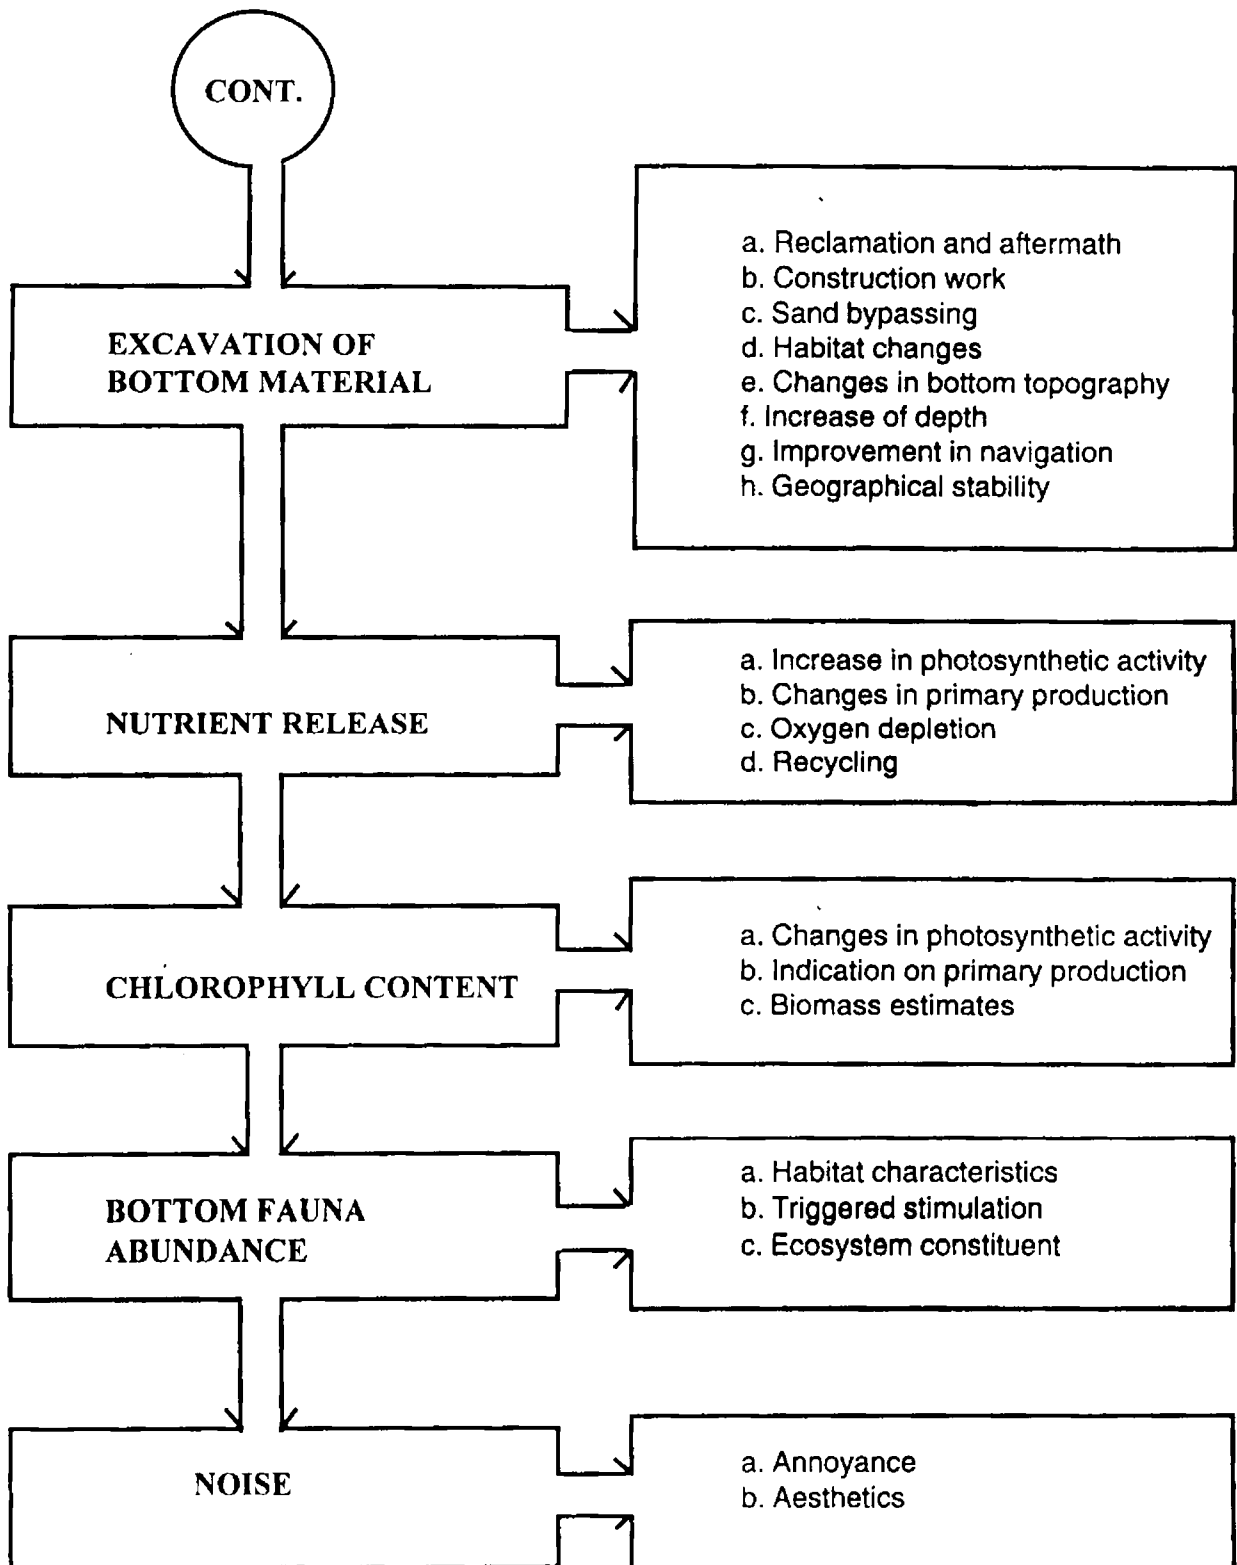 CONT.
EXCAVATION OF
BOTTOM MATERIAL
a. Reclamation and aftermath
b. Construction work
c. Sand bypassing
d. Habitat changes
e. Changes in bottom topography
f. Increase of depth
g. Improvement in navigation
h. Geographical stability
NUTRIENT RELEASE
a. Increase in photosynthetic activity
b. Changes in primary production
c. Oxygen depletion
d. Recycling
CHLOROPHYLL CONTENT
a. Changes in photosynthetic activity
b. Indication on primary production
c. Biomass estimates
BOTTOM FAUNA
ABUNDANCE
a. Habitat characteristics
b. Triggered stimulation
c. Ecosystem constituent
NOISE
a. Annoyance
b. Aesthetics